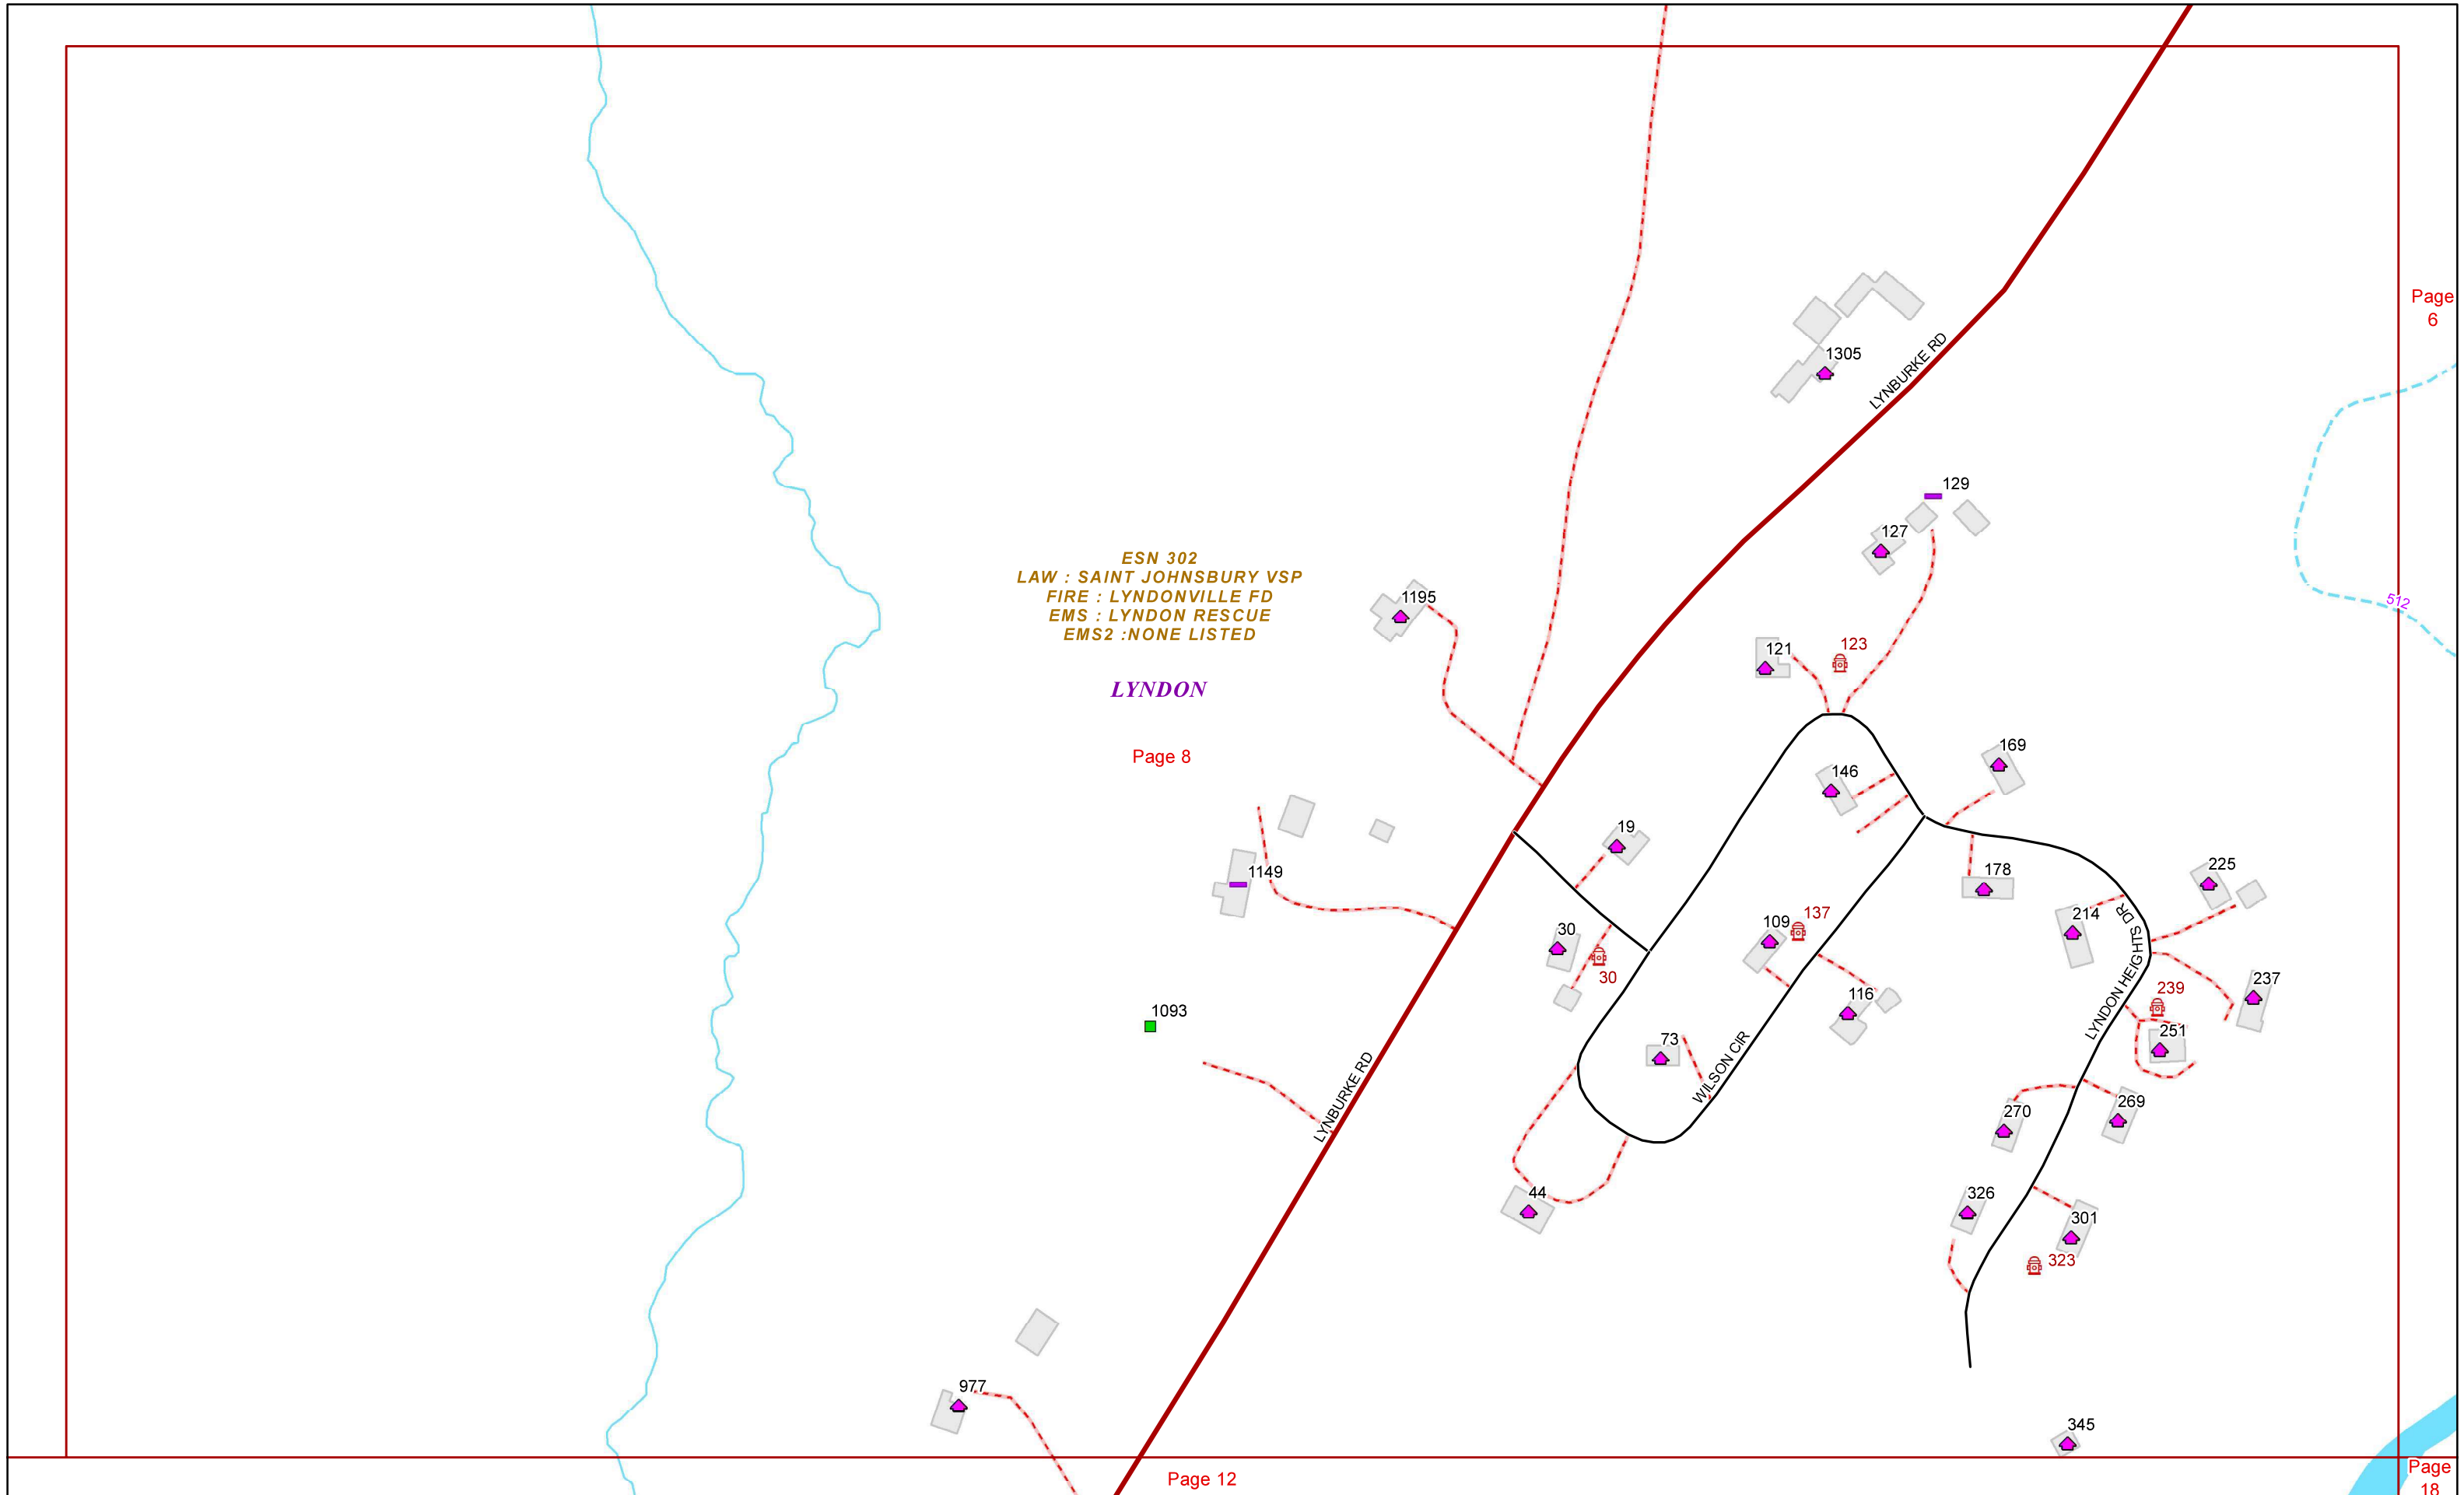 Page
6
1305
LYNBURKE RD
129
127
ESN 302
LAW : SAINT JOHNSBURY VSP
FIRE : LYNDONVILLE FD
EMS : LYNDON RESCUE
EMS2 :NONE LISTED
1195
512
123
121
LYNDON
Page 8
169
146
19
1149
178
225
214
137
109
30
LYNDON HEIGHTS DR
30
237
239
116
1093
251
73
WILSON CIR
LYNBURKE RD
270
269
44
326
301
323
977
345
Page 12
Page
18